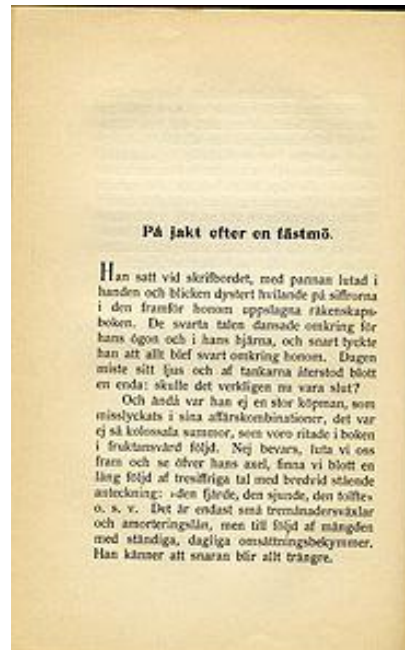 På jakt efter en fästmö.
Han satt vid skrifbordet, med pannan lutad i
handen och blicken dystert hvilande på siffrorna
i den framför honom uppslagna räkenskaps-
boken. De svarta talen dansade omkring för
hans ögon och i hans hjärna, och snart tyckte
han att allt blef svart omkring honom. Dagen
miste sitt ljus och af tankarna återstod blott
en enda: skulle det verkligen nu vara slut?
Och ändå var han ej en stor köpman, som
misslyckats i sina affärskombinationer, det var
ej så kolossala summor, som voro ritade i boken
i fruktansvärd följd. Nej bevars, luta vi oss
fram och se öfver hans axel, finna vi blott en
lång följd af tresiffriga tal med bredvid stående
anteckning: »den fjärde, den sjunde, den tolfte»
o. s. v. Det är endast små tremånadersväxlar
och amorteringslån, men till följd af mängden
med ständiga, dagliga omsättningsbekymmer.
Han känner att snaran blir allt trängre.